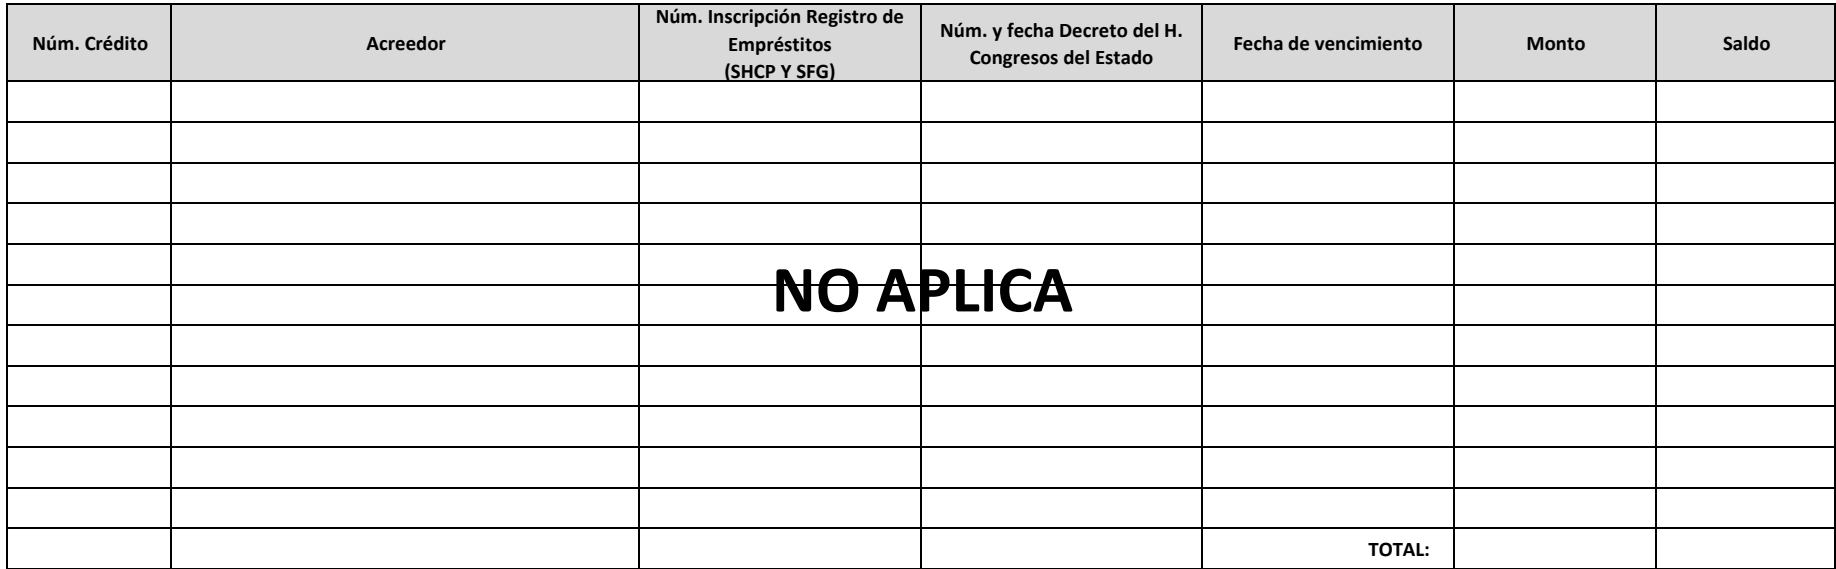 Núm. Crédito
Acreedor
Núm. Inscripción Registro de
Empréstitos
(SHCP Y SFG)
Núm. y fecha Decreto del H.
Congresos del Estado
Fecha de vencimiento
Monto
Saldo
NO APLICA
TOTAL: